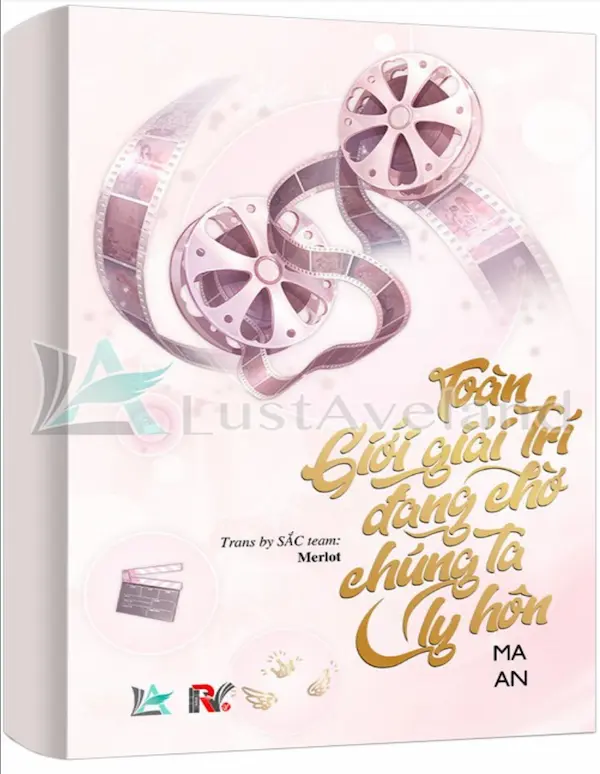 LustAveland
Toàn
Giới giải trí
đang chờ
chúng ta
ly hôn
Trans by SẮC team:
Merlot
MA
AN